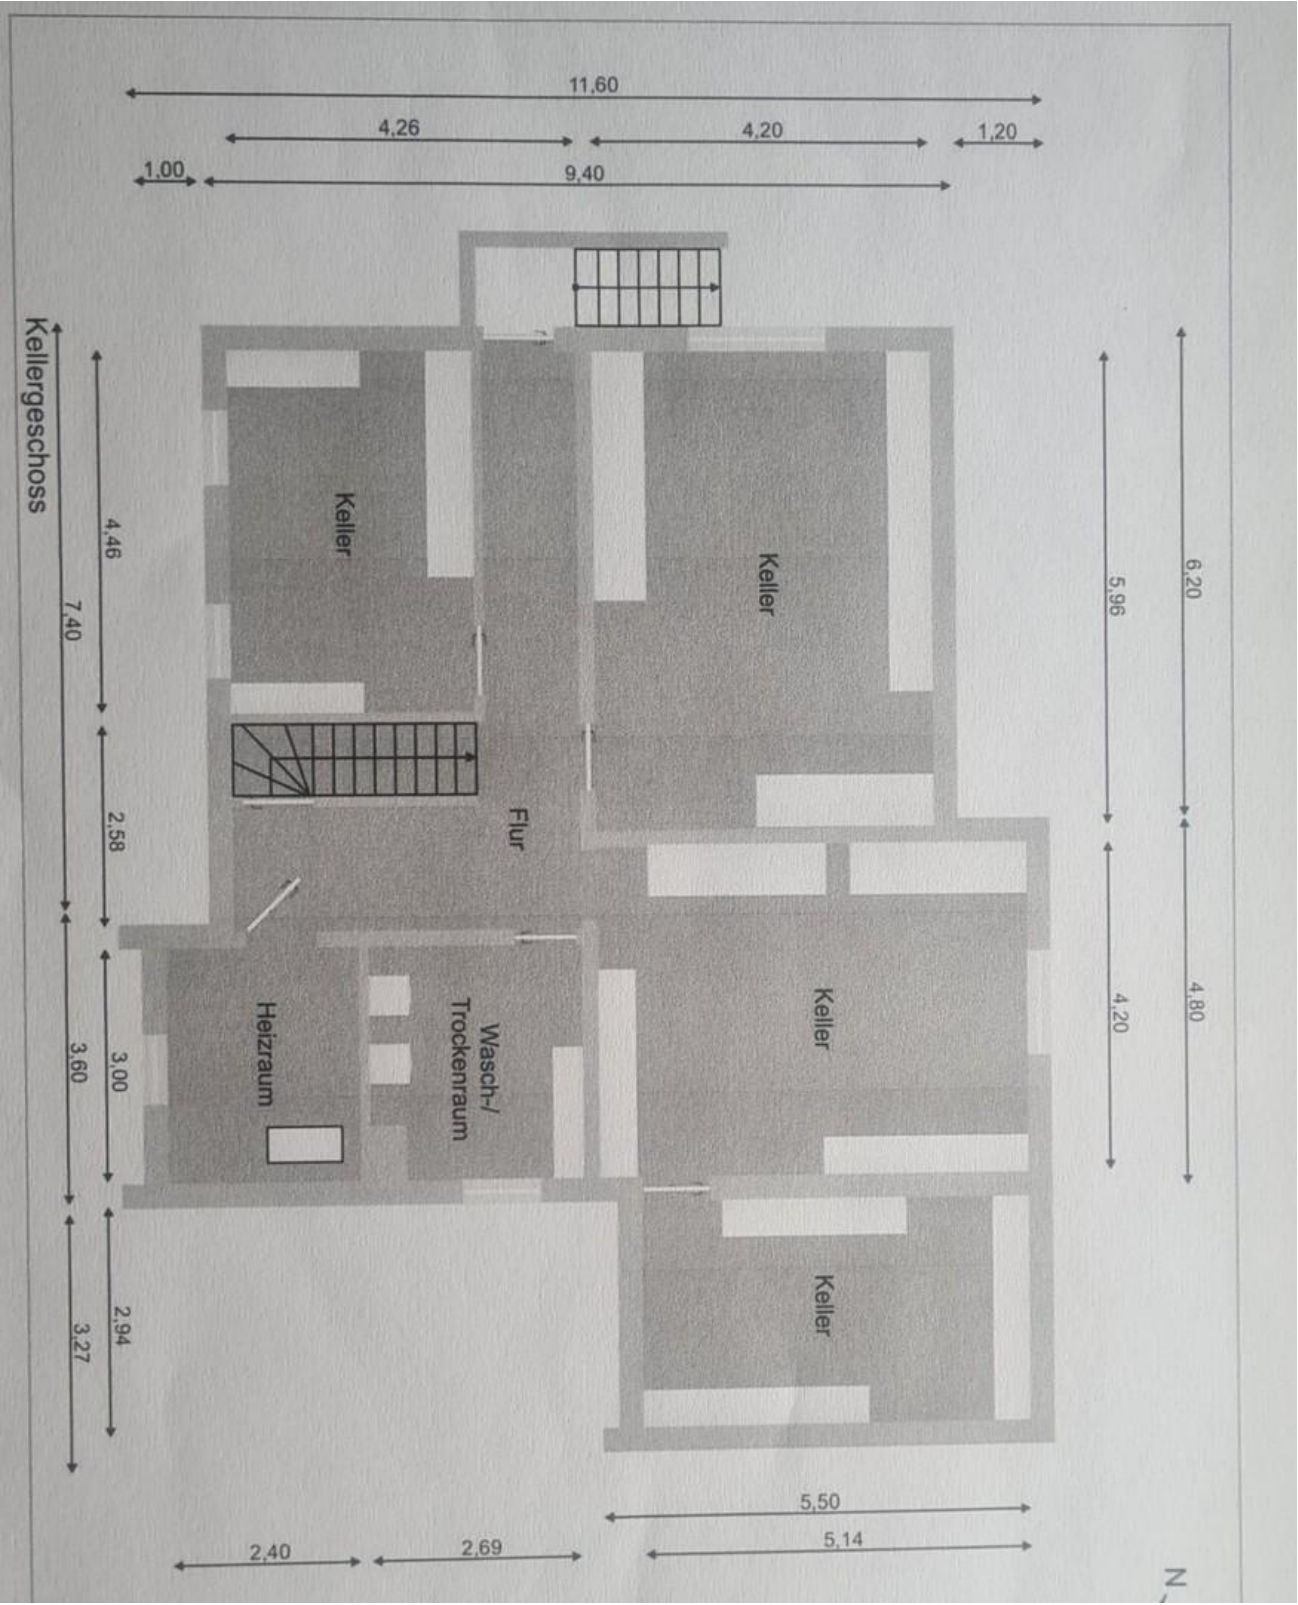 11,60
4,26
4,20
1,20
1,00
9,40
Kellergeschoss
7,40
4,46
2,58
3,60
3,00
3,27
2,94
Keller
Keller
Flur
Heizraum
Wasch-/
Trockenraum
Keller
Keller
5,96
6,20
4,20
4,80
5,50
5,14
2,40
2,69
N